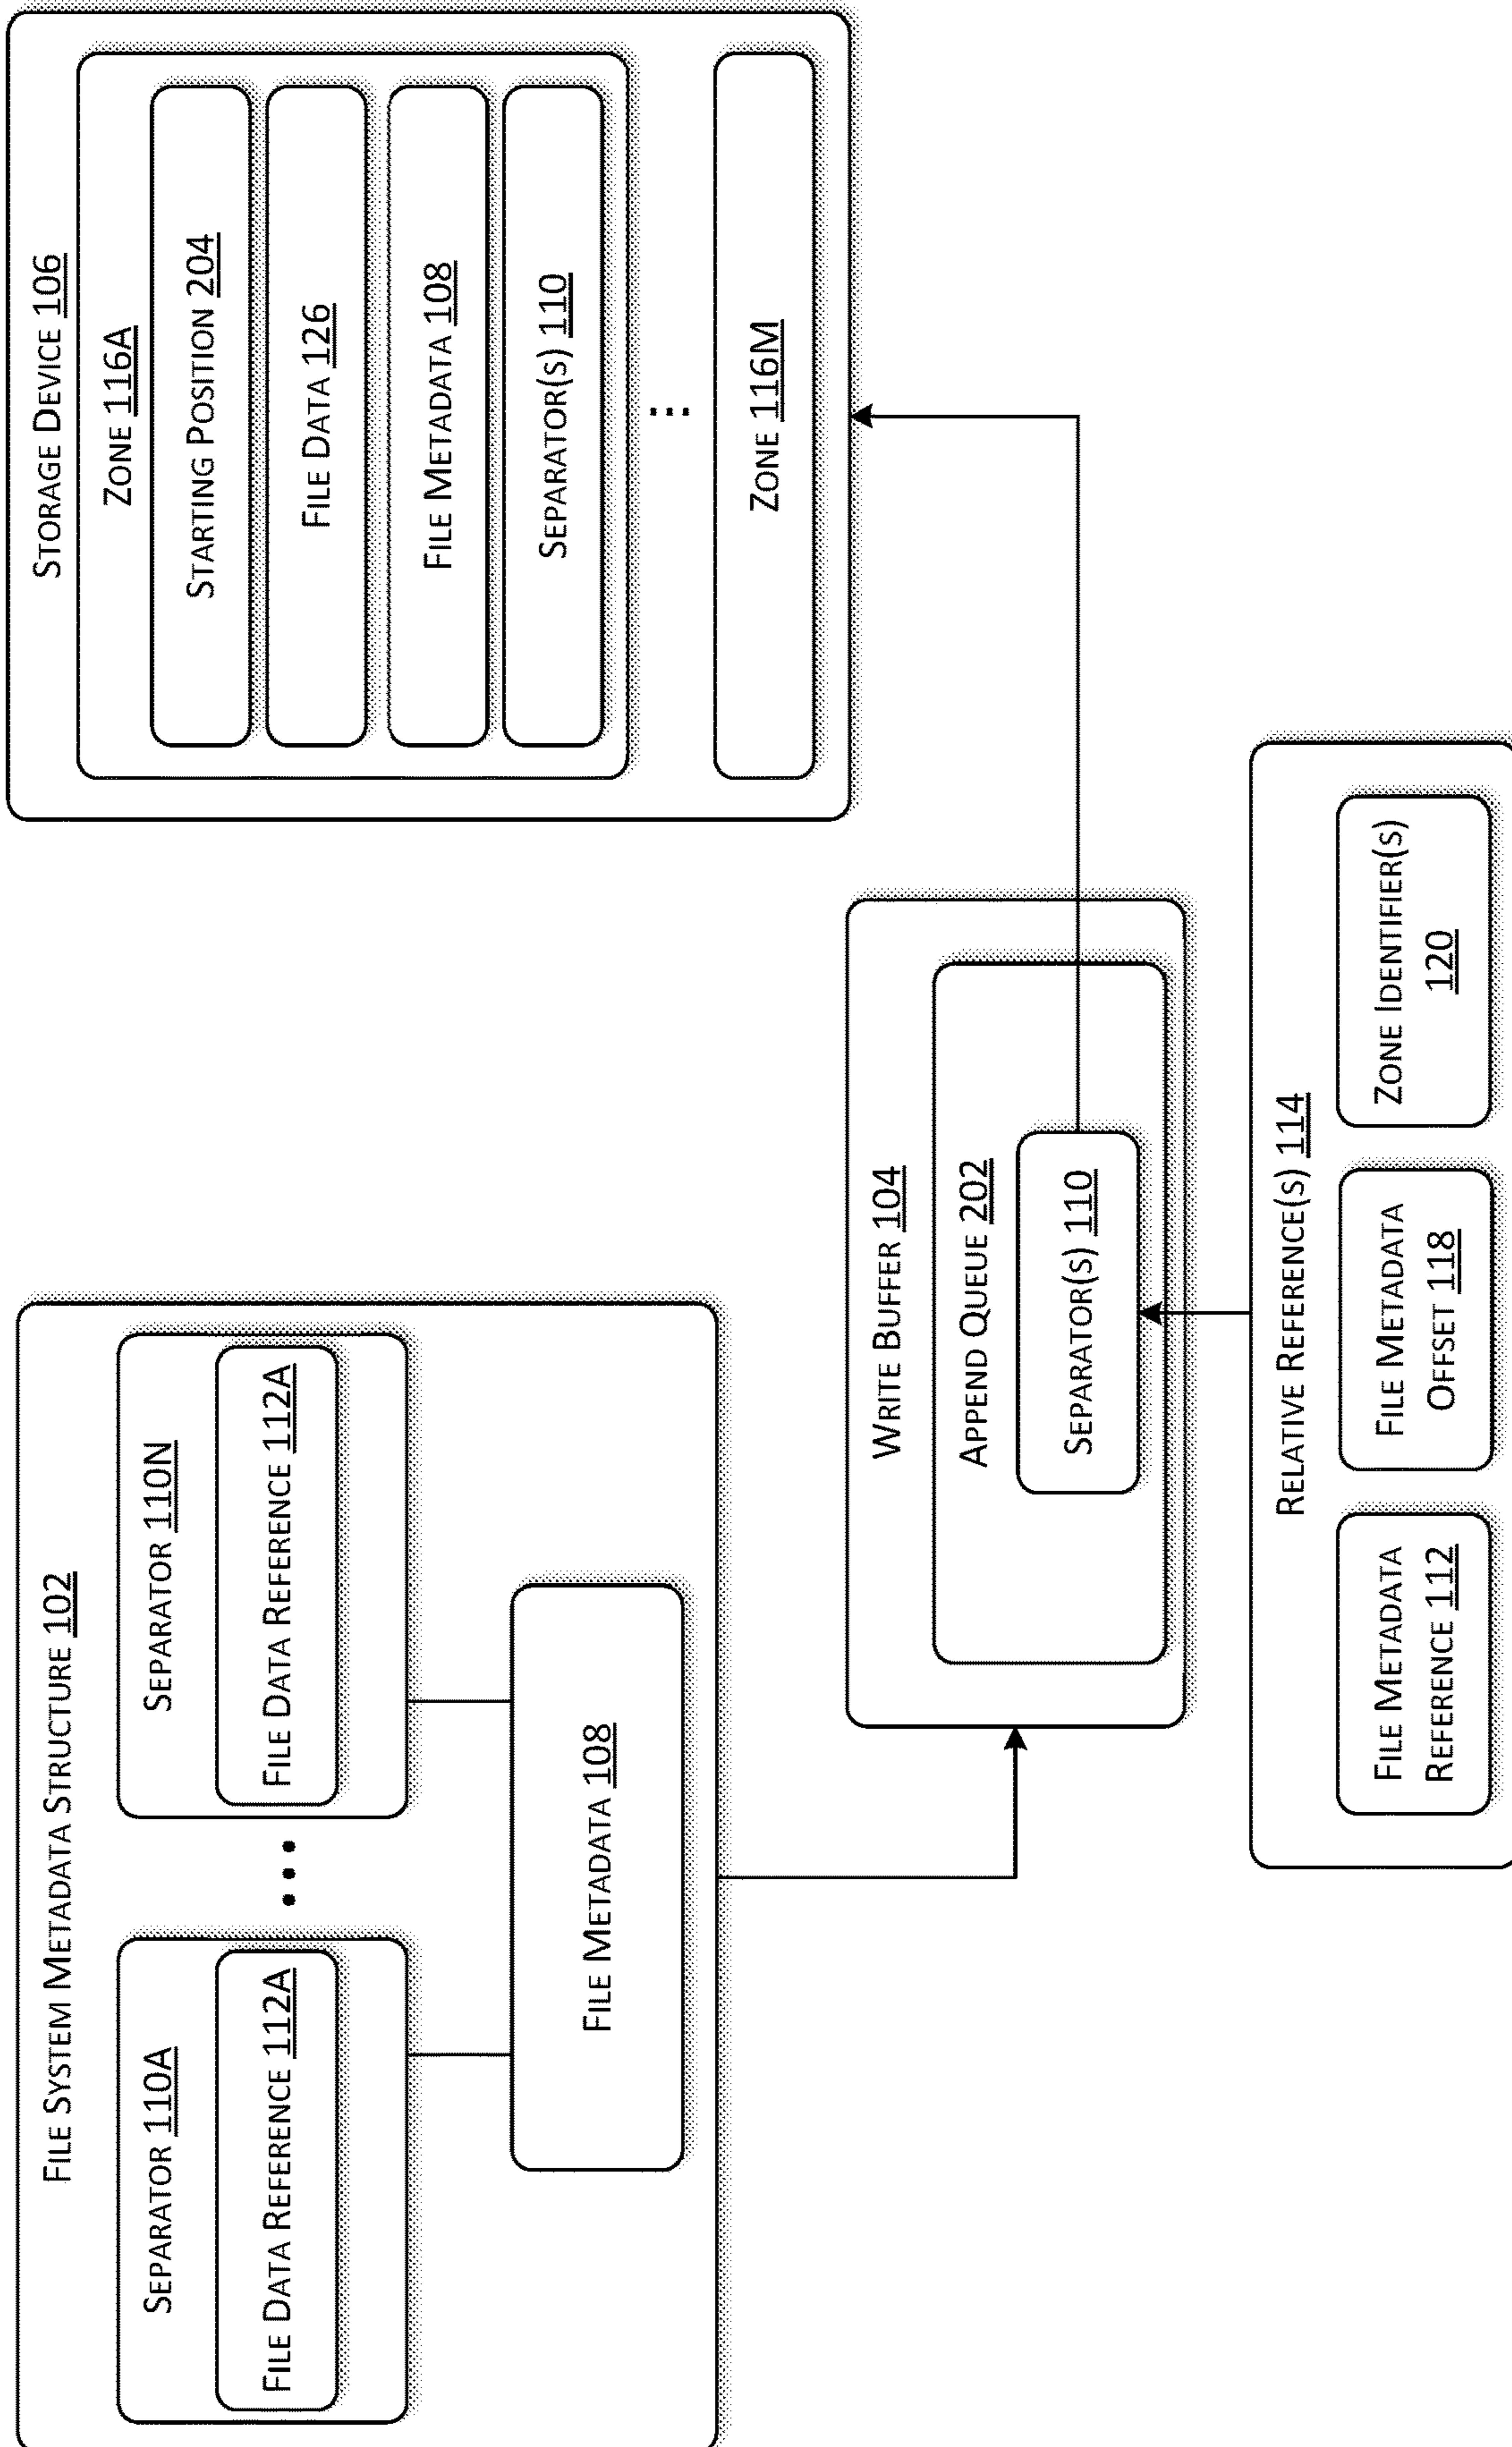 FILE SYSTEM METADATA STRUCTURE 102
SEPARATOR 110A
FILE DATA REFERENCE 112A
...
SEPARATOR 110N
FILE DATA REFERENCE 112A
FILE METADATA 108
WRITE BUFFER 104
APPEND QUEUE 202
SEPARATOR(S) 110
RELATIVE REFERENCE(S) 114
FILE METADATA
REFERENCE 112
FILE METADATA
OFFSET 118
ZONE IDENTIFIER(S)
120
STORAGE DEVICE 106
ZONE 116A
STARTING POSITION 204
FILE DATA 126
FILE METADATA 108
SEPARATOR(S) 110
...
ZONE 116M